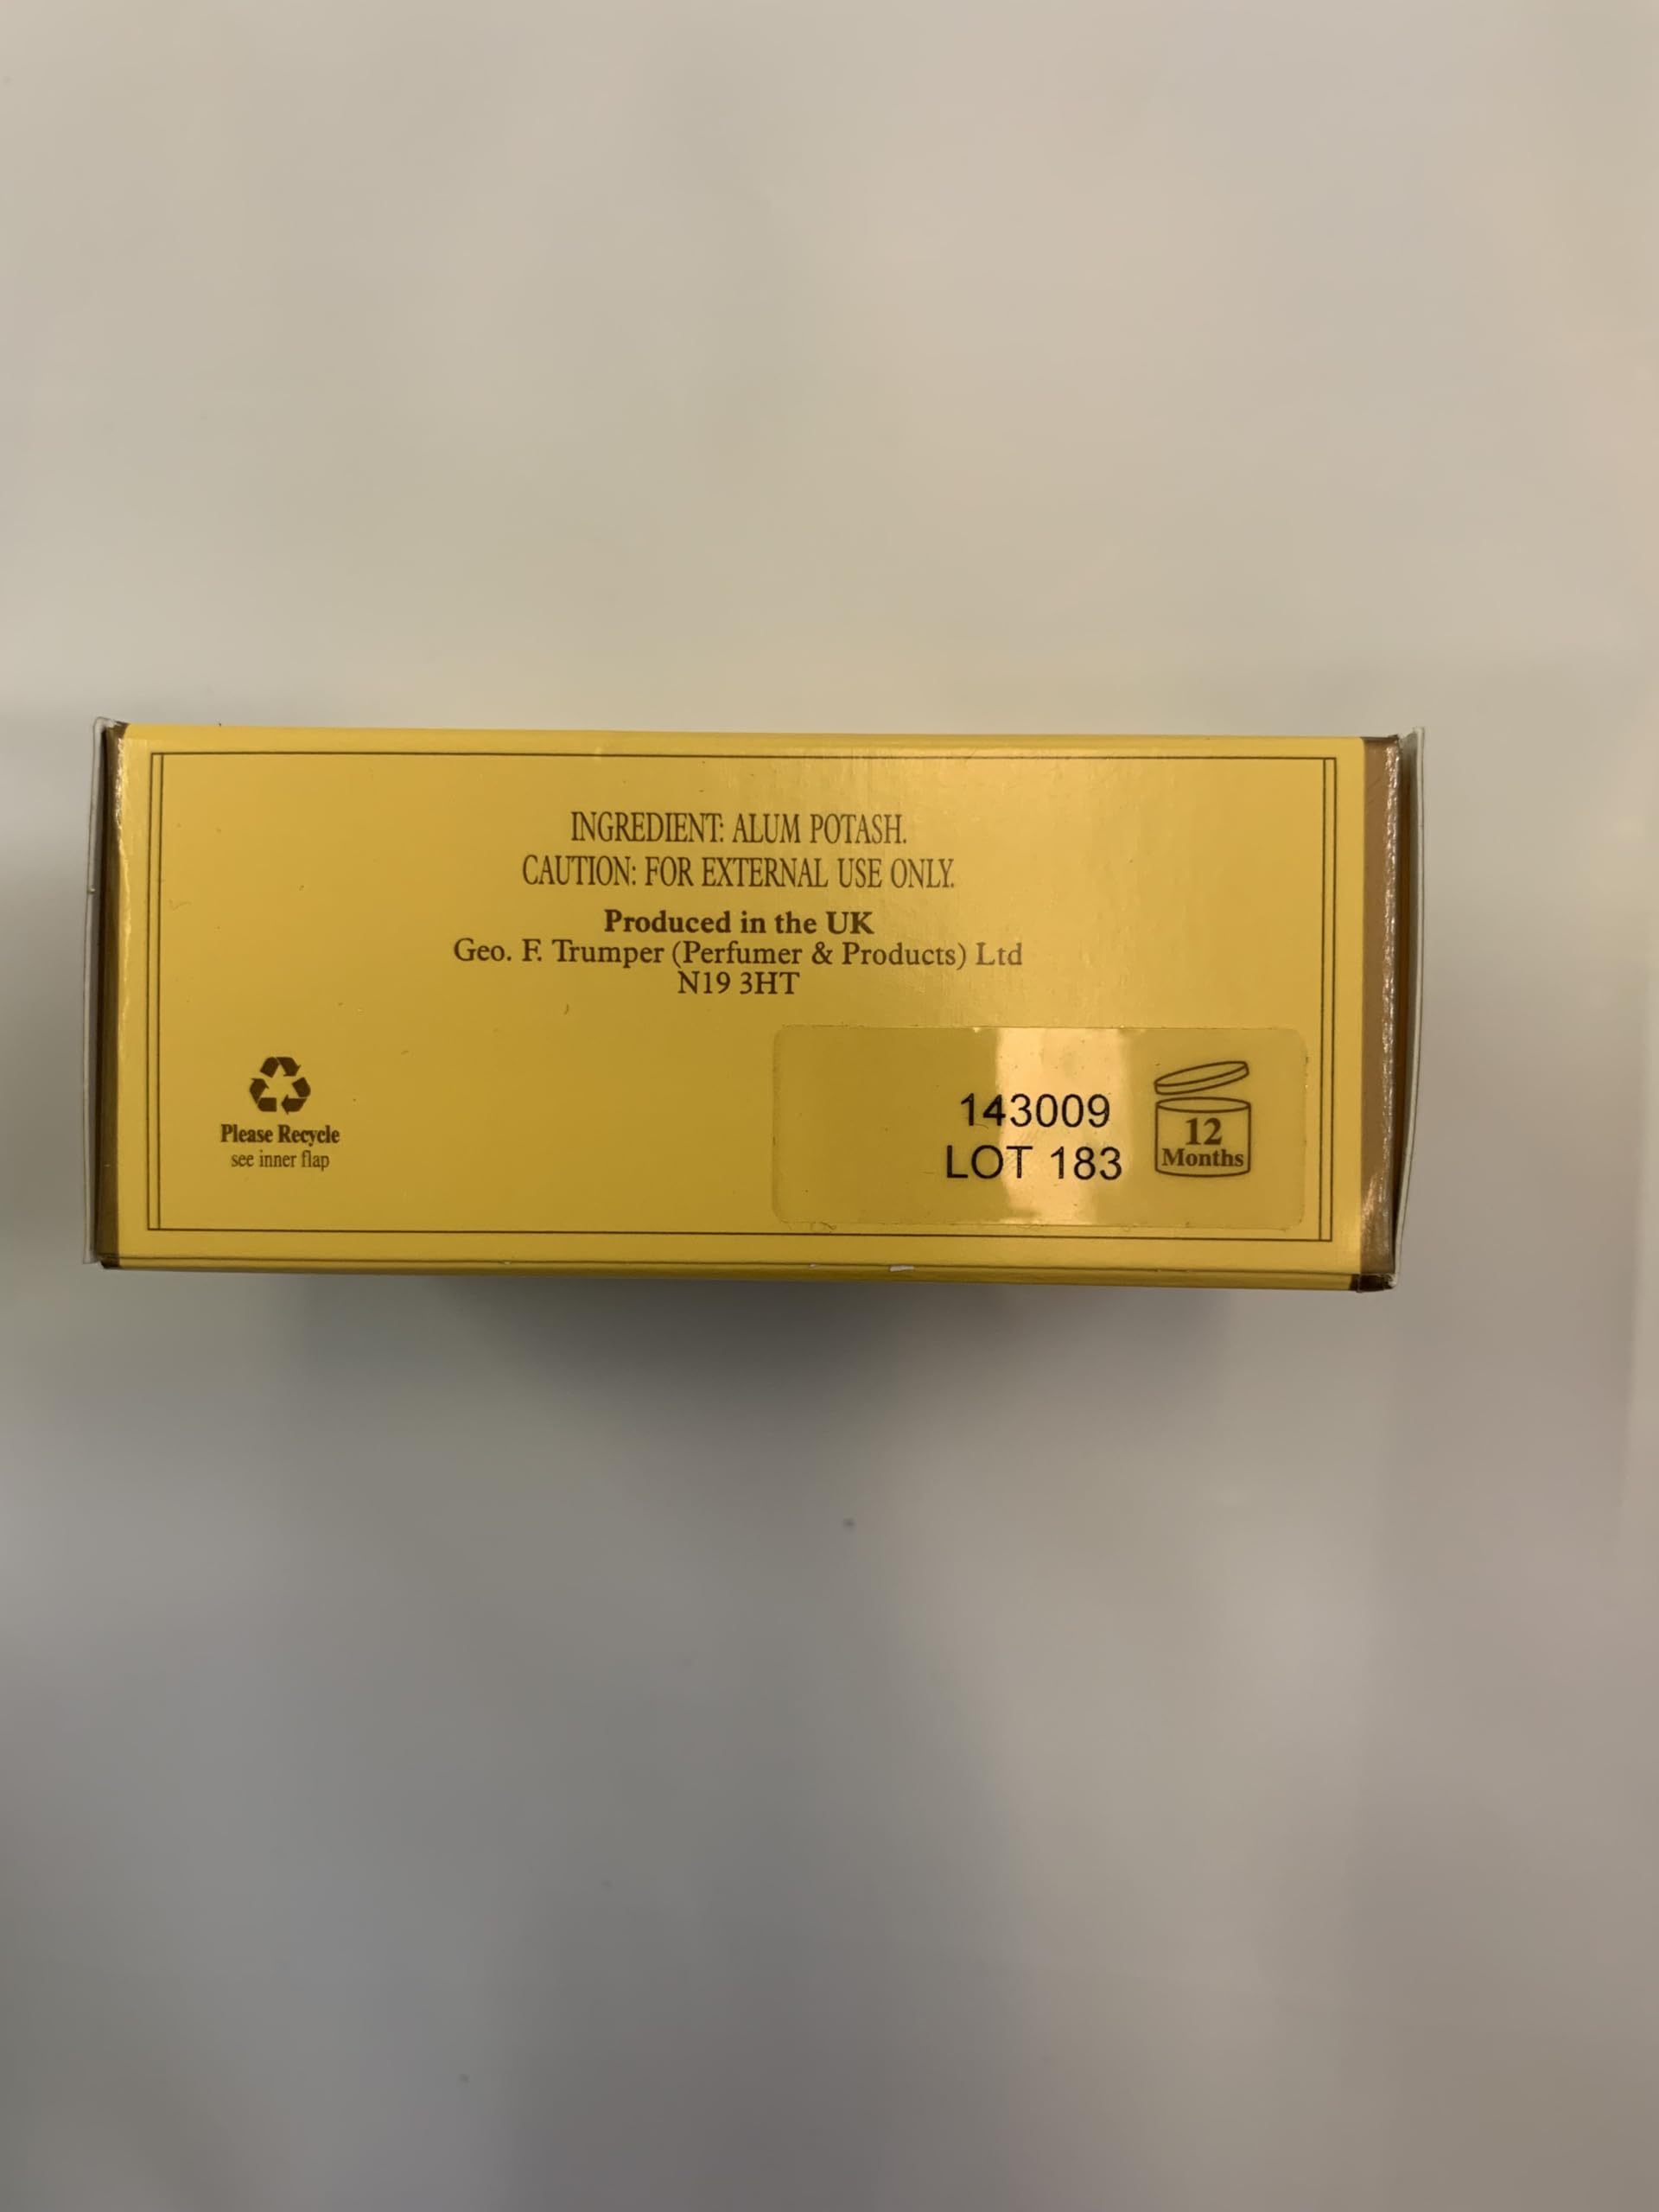 INGREDIENT: ALUM POTASH.
CAUTION: FOR EXTERNAL USE ONLY.
Produced in the UK
Geo. F. Trumper (Perfumer & Products) Ltd
N19 3HT
Please Recycle
see inner flap
143009
LOT 183
12
Months